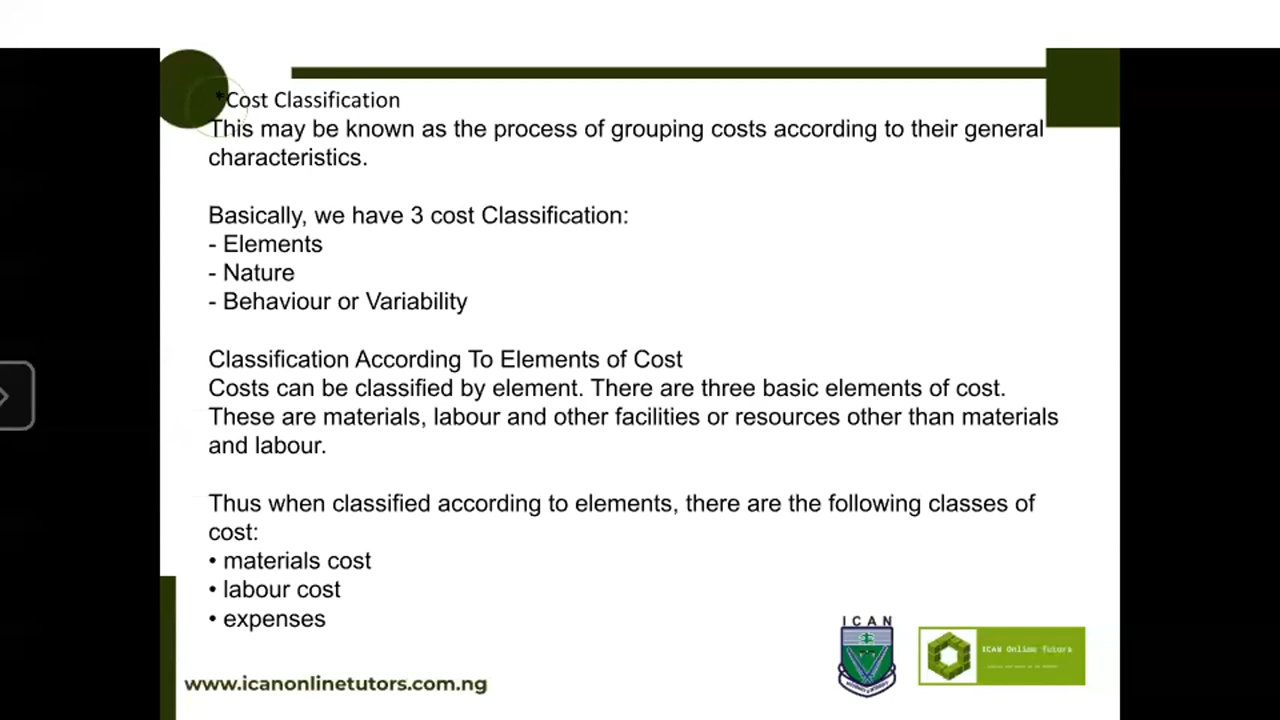 *Cost Classification
This may be known as the process of grouping costs according to their general
characteristics.
Basically, we have 3 cost Classification:
- Elements
- Nature
- Behaviour or Variability
Classification According To Elements of Cost
Costs can be classified by element. There are three basic elements of cost.
These are materials, labour and other facilities or resources other than materials
and labour.
Thus when classified according to elements, there are the following classes of
cost:
• materials cost
• labour cost
• expenses
ICAN
ICAN Online Tutors
www.icanonlinetutors.com.ng